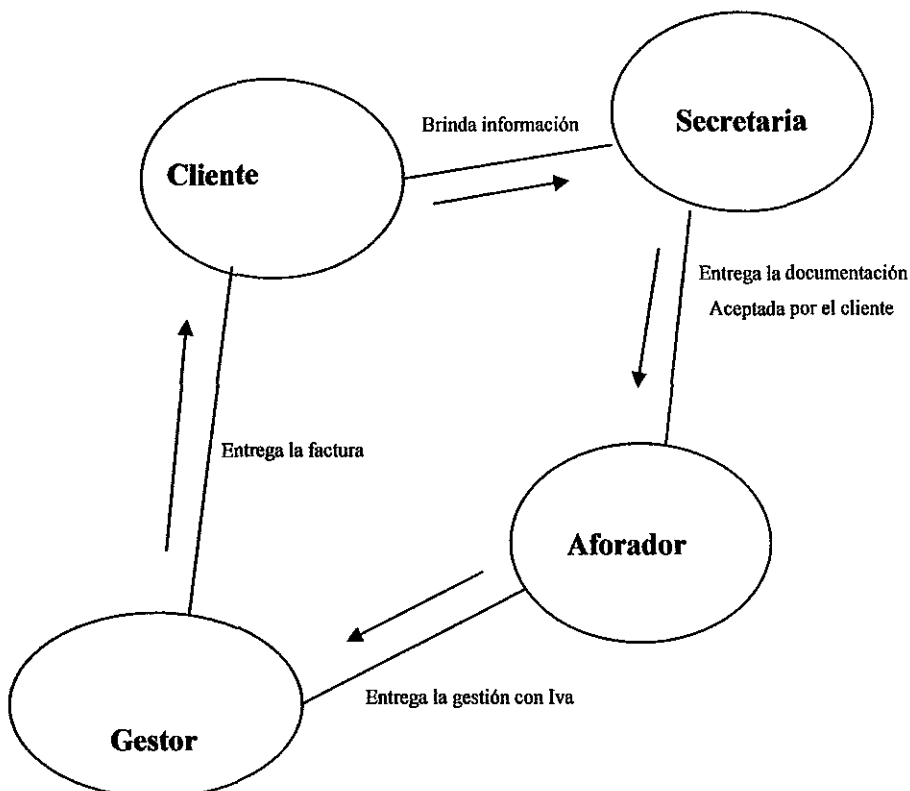 Brinda información
Secretaria
Cliente
Entrega la documentación
Aceptada por el cliente
Entrega la factura
Aforador
Entrega la gestión con Iva
Gestor